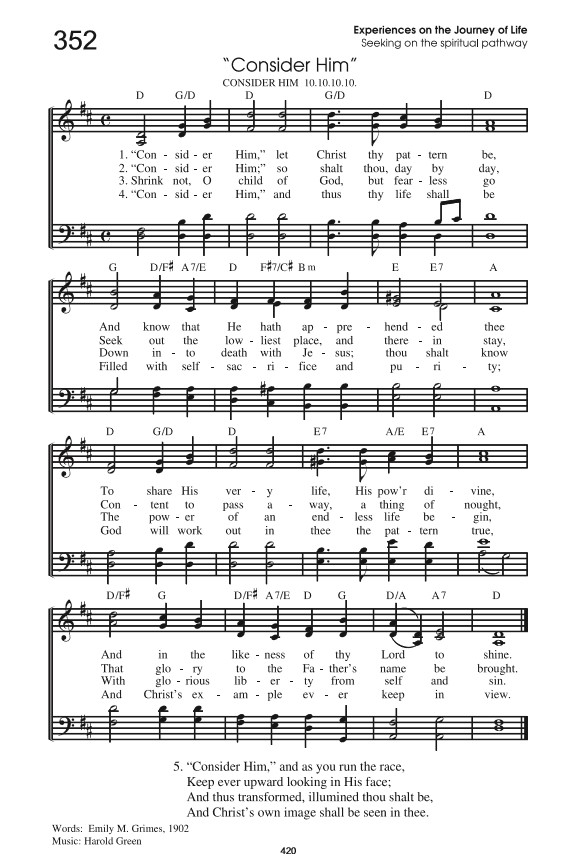 352
Experiences on the Journey of Life
Seeking on the spiritual pathway
“Consider Him”
CONSIDER HIM 10.10.10.10.
D G/D D G/D D
1. “Con - sid - er Him,” let Christ thy pat - tern be,
2. “Con - sid - er Him;” so shalt thou, day by day,
3. Shrink not, O child of God, but fear - less go
4. “Con - sid - er Him,” and thus thy life shall be
G D/F# A7/E D F#7/C# Bm E E7 A
And know that He hath ap - pre - hend - ed thee
Seek out the low - liest place, and there - in stay,
Down in - to death with Je - sus; thou shalt know
Filled with self - sac - ri - fice and pu - ri - ty;
D G/D D E7 A/E E7 A
To share His ver - y life, His pow’r di - vine,
Con - tent to pass a - way, a thing of nought,
The pow - er of an end - less life be - gin,
God will work out in thee the pat - tern true,
D/F# G D/F# A7/E D G D/A A7 D
And in the like - ness of thy Lord to shine.
That glo - ry to the Fa - ther’s name be brought.
With glo - rious lib - er - ty from self and sin.
And Christ’s ex - am - ple ev - er keep in view.
5. “Consider Him,” and as you run the race,
Keep ever upward looking in His face;
And thus transformed, illumined thou shalt be,
And Christ’s own image shall be seen in thee.
Words: Emily M. Grimes, 1902
Music: Harold Green
420